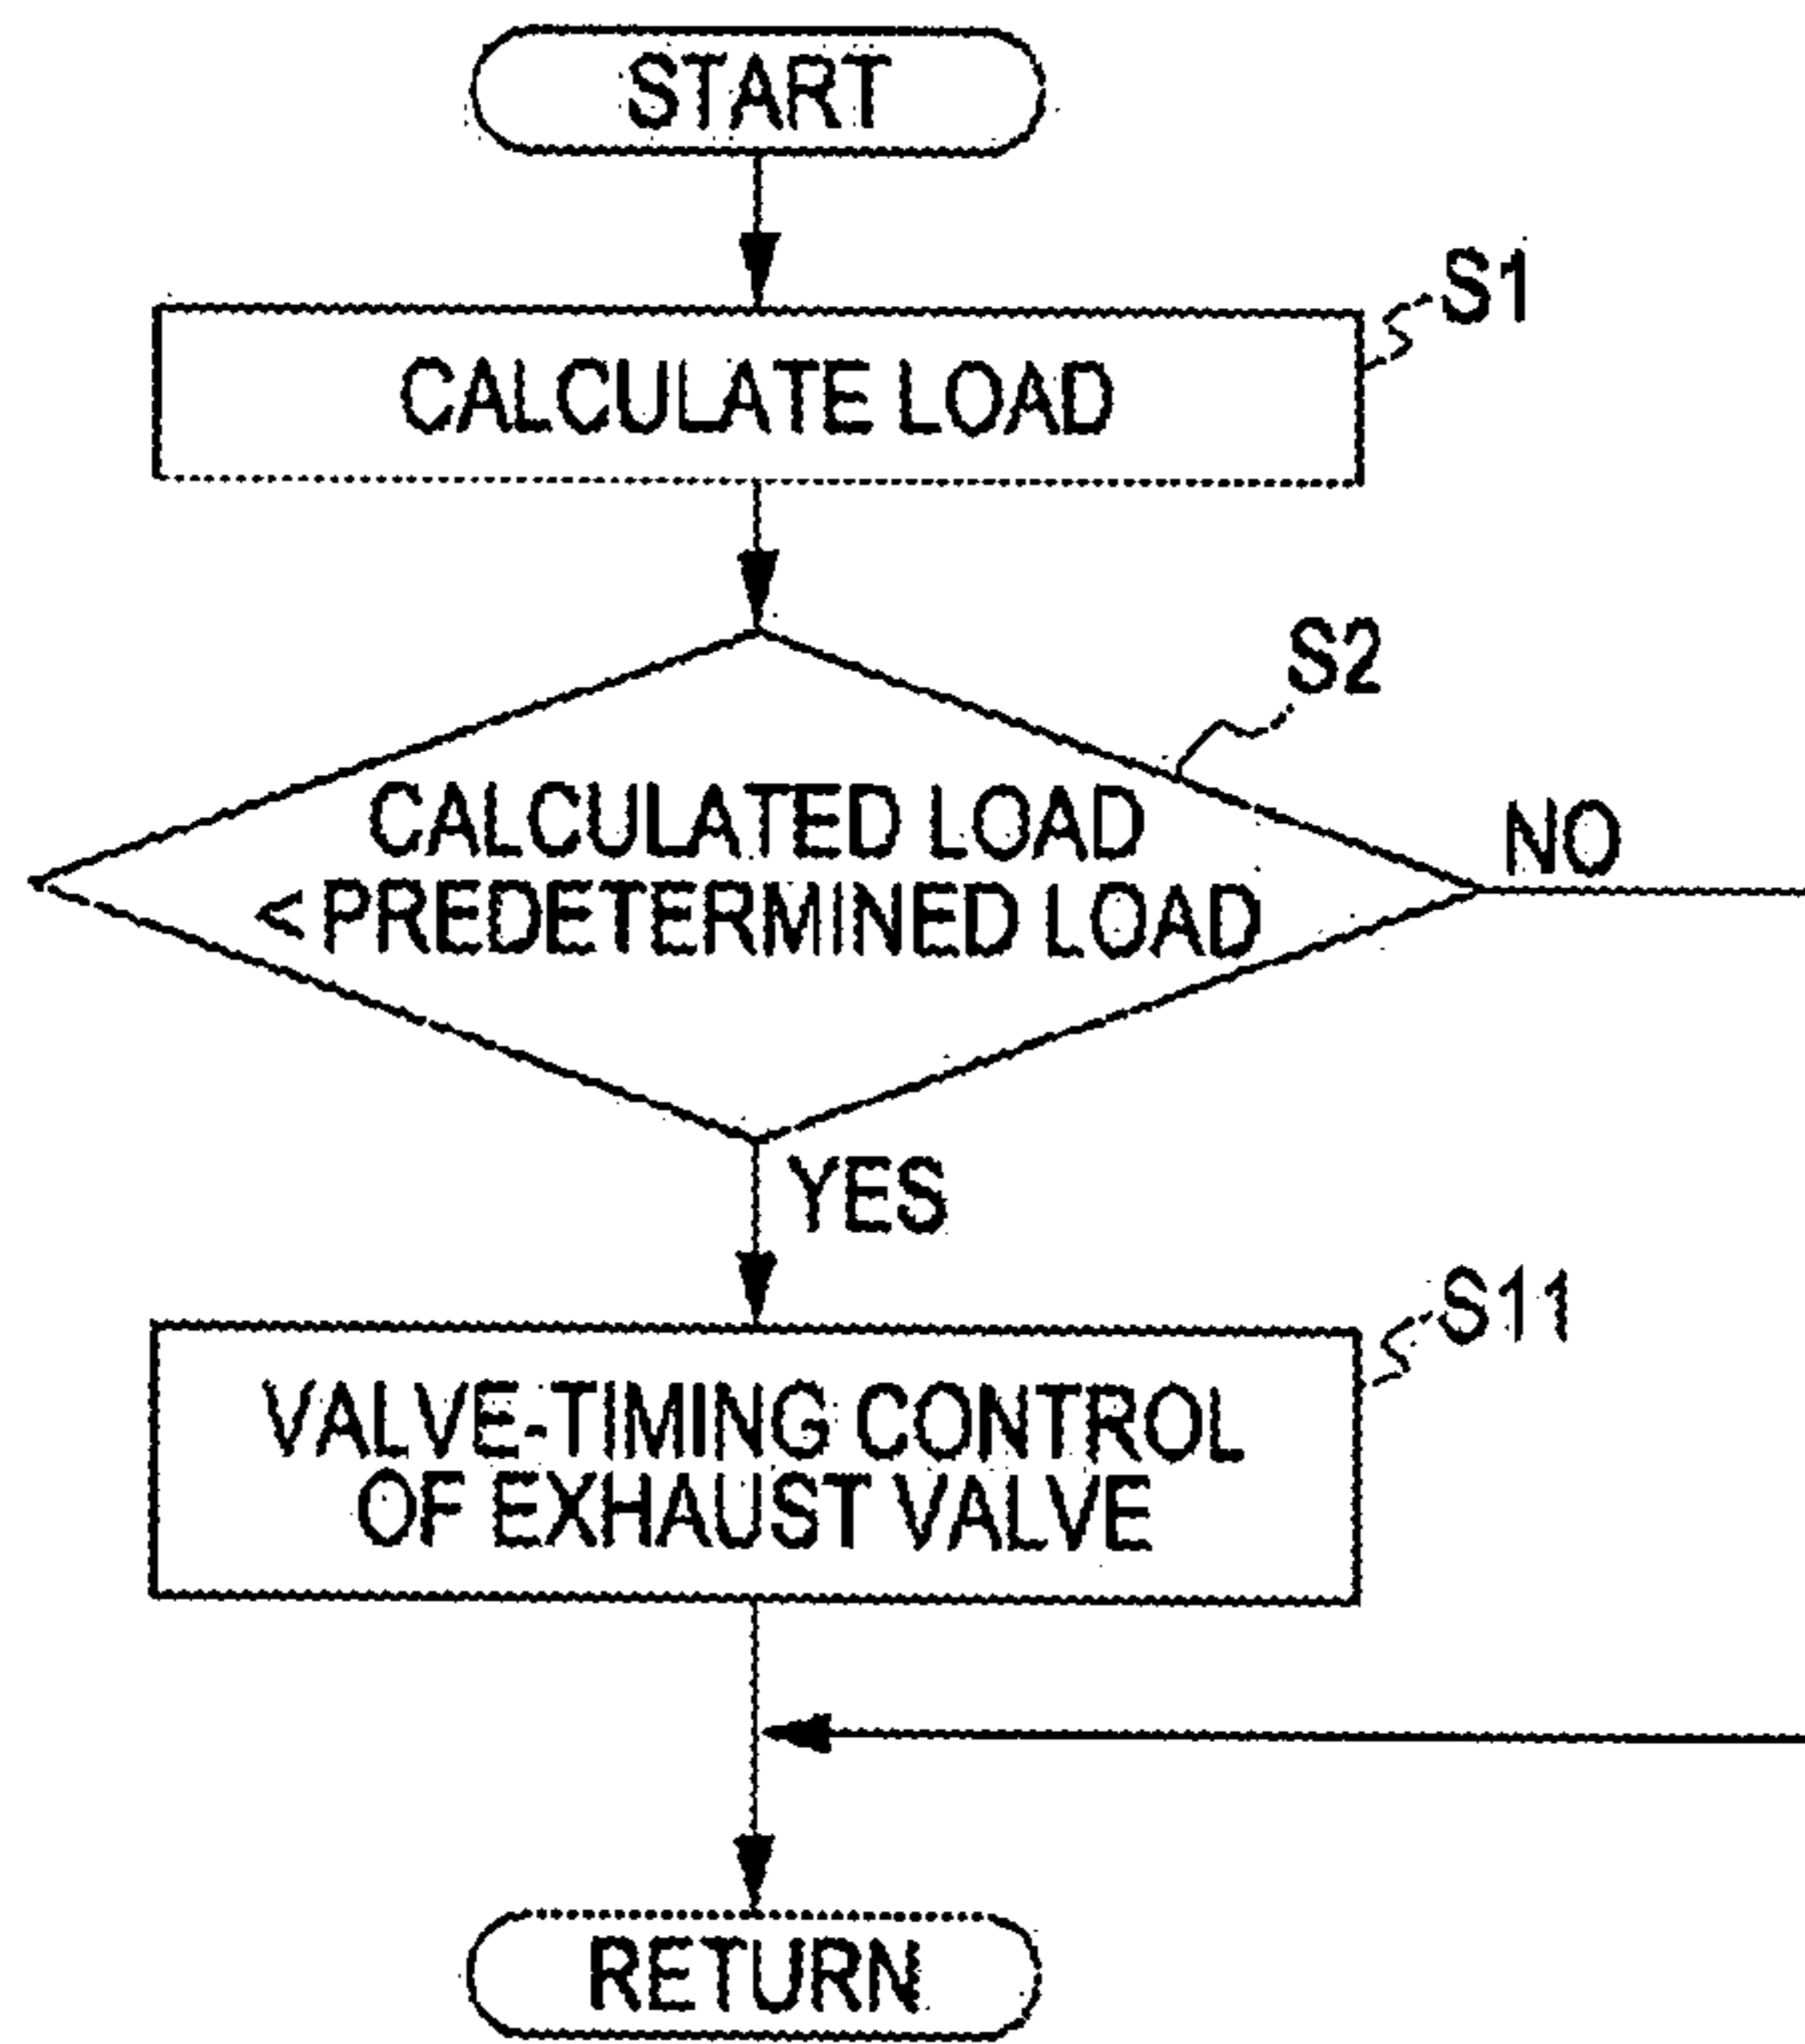 START
S1
CALCULATE LOAD
S2
CALCULATED LOAD
< PREDETERMINED LOAD
NO
YES
S11
VALVE-TIMING CONTROL
OF EXHAUST VALVE
RETURN